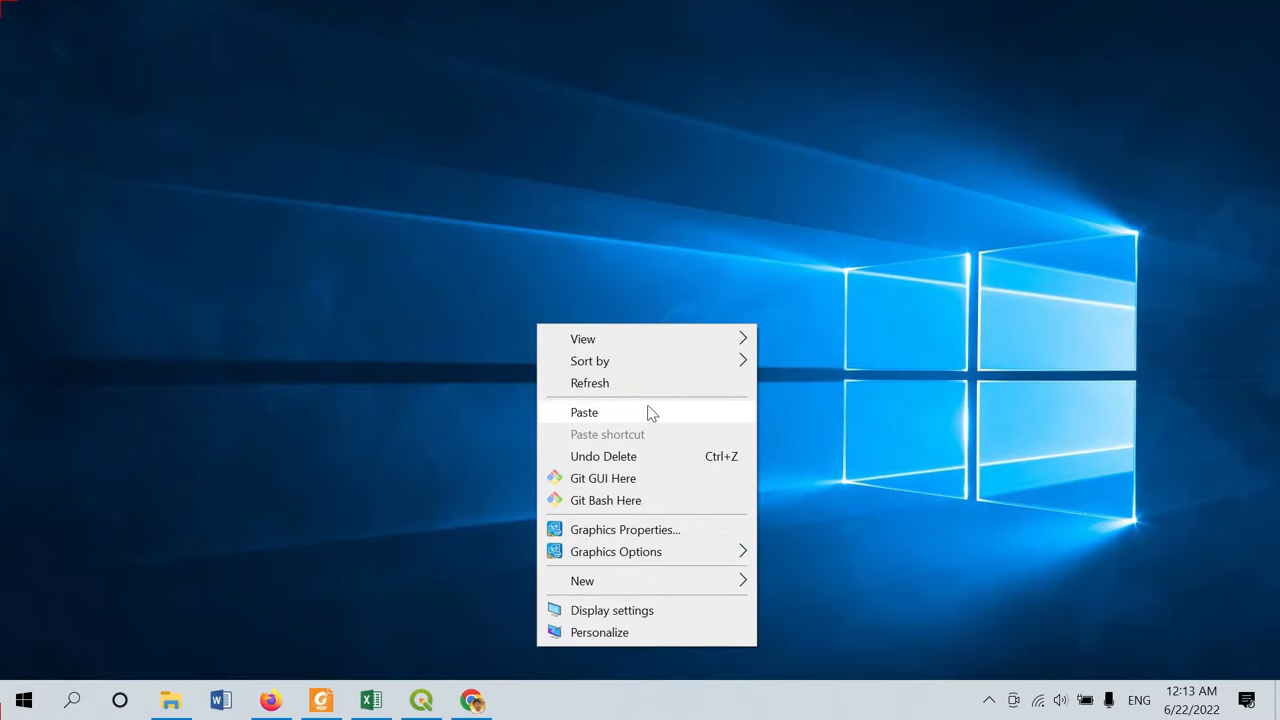 View
Sort by
Refresh
Paste
Paste shortcut
Undo Delete Ctrl+Z
Git GUI Here
Git Bash Here
Graphics Properties...
Graphics Options
New
Display settings
Personalize
PDF
ENG
12:13 AM
6/22/2022